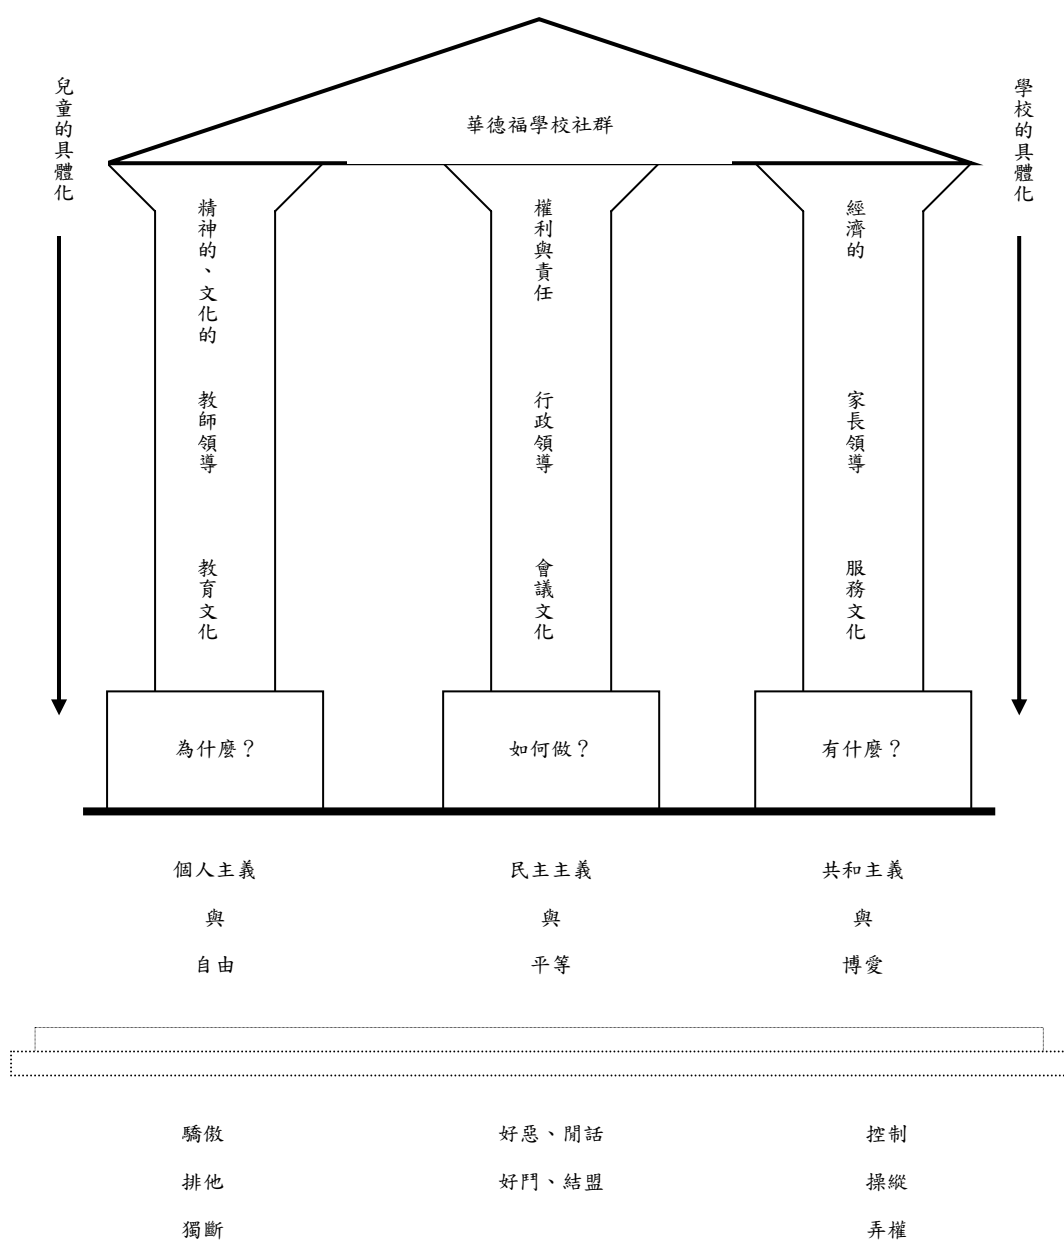 華德福學校社群
兒童的具體化
學校的具體化
精神的、文化的
教師領導
教育文化
權利與責任
行政領導
會議文化
經濟的
家長領導
服務文化
為什麼？
如何做？
有什麼？
個人主義
與
自由
民主主義
與
平等
共和主義
與
博愛
驕傲
排他
獨斷
好惡、閒話
好鬥、結盟
控制
操縱
弄權